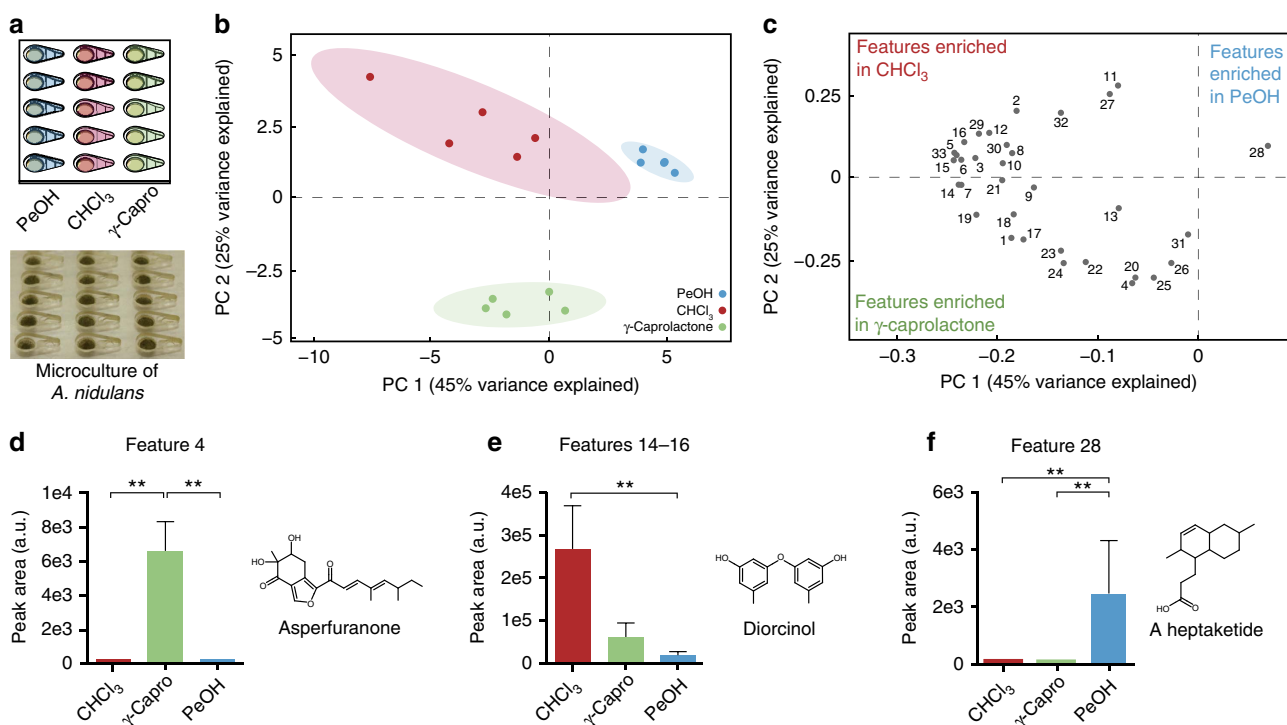 a
PeOH
CHCl3
γ-Capro
Microculture of
A. nidulans
b
PC 2 (25% variance explained)
5
2.5
0
−2.5
−5
−10
−5
0
5
PC 1 (45% variance explained)
PeOH
CHCl3
γ-Caprolactone
c
Features enriched
in CHCl3
Features
enriched
in PeOH
Features enriched
in γ-caprolactone
PC 2 (25% variance explained)
0.25
0
−0.25
11
27
2
32
29
12
16
30
8
5
33
15
6
3
10
28
14
7
21
9
19
18
13
1
17
31
23
24
22
20
4
25
26
−0.3
−0.2
−0.1
0
PC 1 (45% variance explained)
d
Feature 4
**
**
Peak area (a.u.)
1e4
8e3
6e3
4e3
2e3
0
CHCl3
γ-Capro
PeOH
OH
HO
O
O
O
Asperfuranone
e
Features 14–16
**
Peak area (a.u.)
4e5
3e5
2e5
1e5
0
CHCl3
γ-Capro
PeOH
HO
O
OH
Diorcinol
f
Feature 28
**
**
Peak area (a.u.)
6e3
4e3
2e3
0
CHCl3
γ-Capro
PeOH
HO
O
A heptaketide